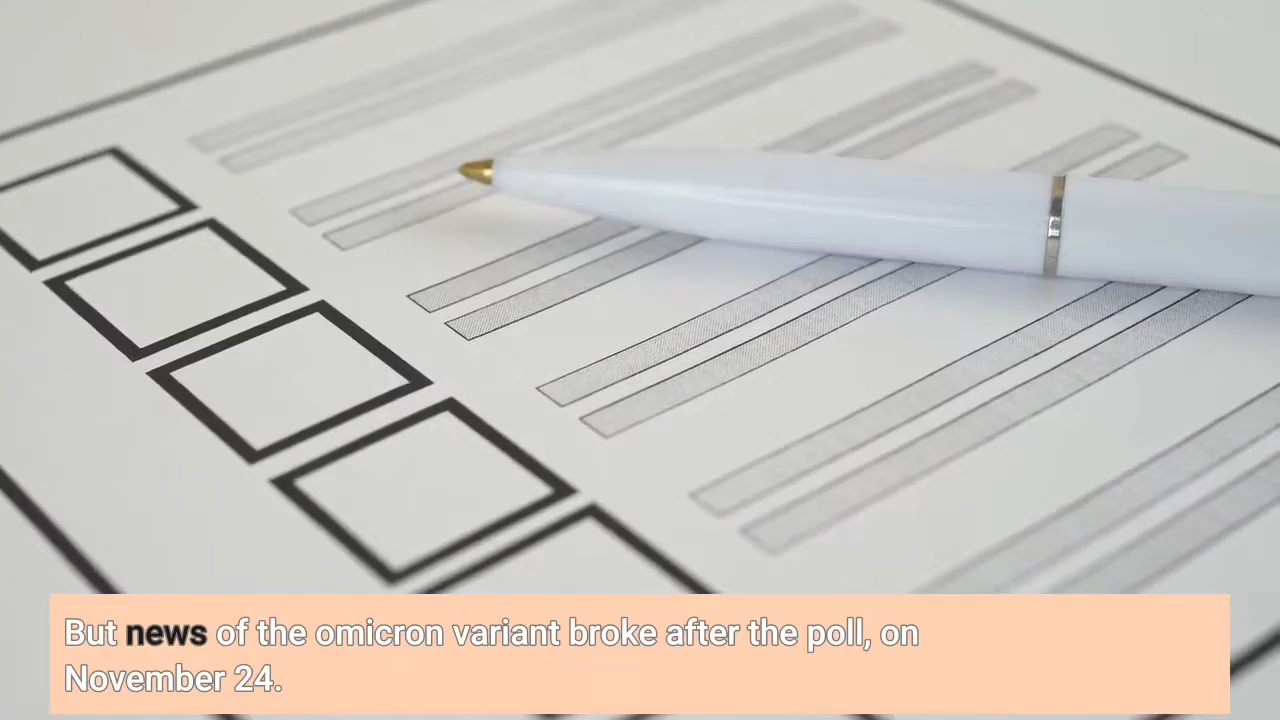 But news of the omicron variant broke after the poll, on
November 24.